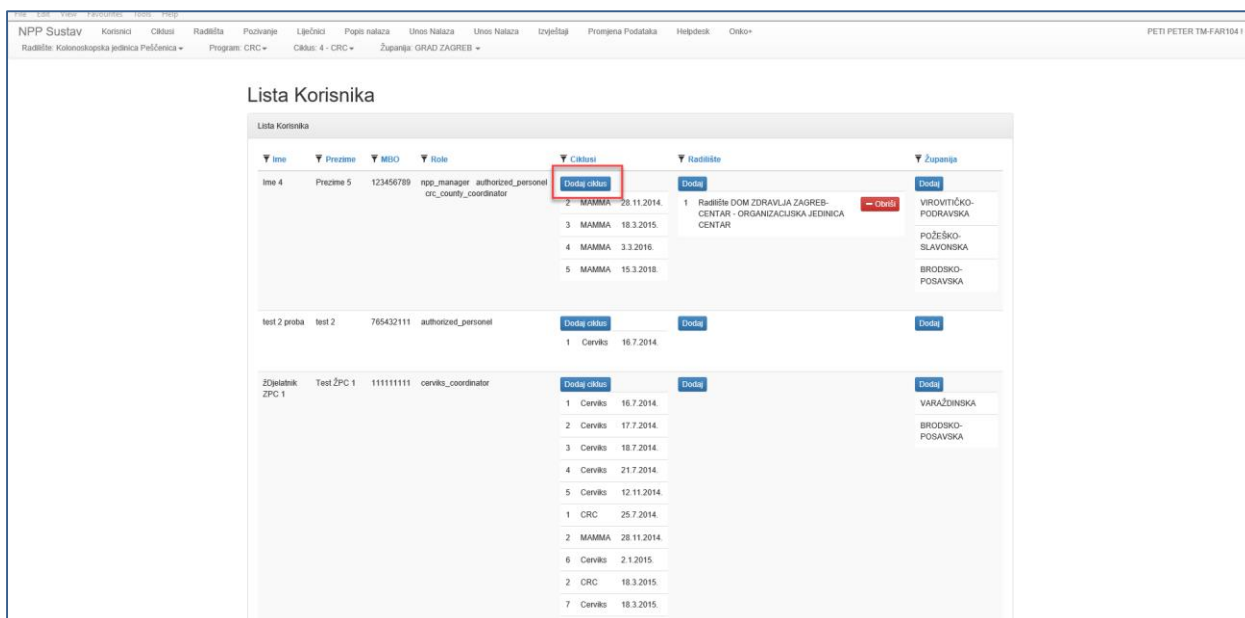 File Edit View Favourites Tools Help
NPP Sustav Korisnici Ciklusi Radilišta Pozivanje Liječnici Popis nalaza Unos Nalaza Unos Nalaza Izvještaji Promjena Podataka Helpdesk Onko+ PETI PETER TM-FAR104
Radilište: Kolonoskopska jedinica Peščenica Program: CRC Ciklus: 4 - CRC Županija: GRAD ZAGREB
Lista Korisnika
Lista Korisnika
Ime Prezime MBO Role Ciklusi Radilište Županija
Ime 4 Prezime 5 123456789 npp_manager authorized_personel Dodaj ciklus Dodaj Dodaj
crc_county_coordinator
2 MAMMA 28.11.2014. 1 Radilište DOM ZDRAVLJA ZAGREB- – Obriši VIROVITIČKO-
CENTAR - ORGANIZACIJSKA JEDINICA PODRAVSKA
3 MAMMA 18.3.2015. CENTAR
POŽEŠKO-
4 MAMMA 3.3.2016. SLAVONSKA
5 MAMMA 15.3.2018. BRODSKO-
POSAVSKA
test 2 proba test 2 765432111 authorized_personel Dodaj ciklus Dodaj Dodaj
1 Cerviks 16.7.2014.
žDjelatnik Test ŽPC 1 111111111 cerviks_coordinator Dodaj ciklus Dodaj Dodaj
ZPC 1
1 Cerviks 16.7.2014. VARAŽDINSKA
2 Cerviks 17.7.2014. BRODSKO-
POSAVSKA
3 Cerviks 18.7.2014.
4 Cerviks 21.7.2014.
5 Cerviks 12.11.2014.
1 CRC 25.7.2014.
2 MAMMA 28.11.2014.
6 Cerviks 2.1.2015.
2 CRC 18.3.2015.
7 Cerviks 18.3.2015.